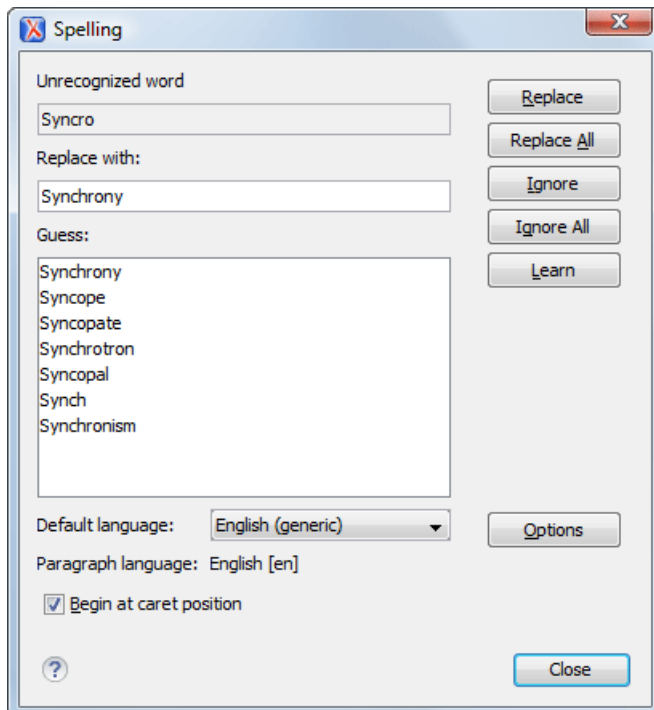 Spelling
Unrecognized word
Syncro
Replace with:
Synchrony
Guess:
Synchrony
Syncope
Syncopate
Synchrotron
Syncopal
Synch
Synchronism
Replace
Replace All
Ignore
Ignore All
Learn
Default language: English (generic)
Options
Paragraph language: English [en]
Begin at caret position
?
Close